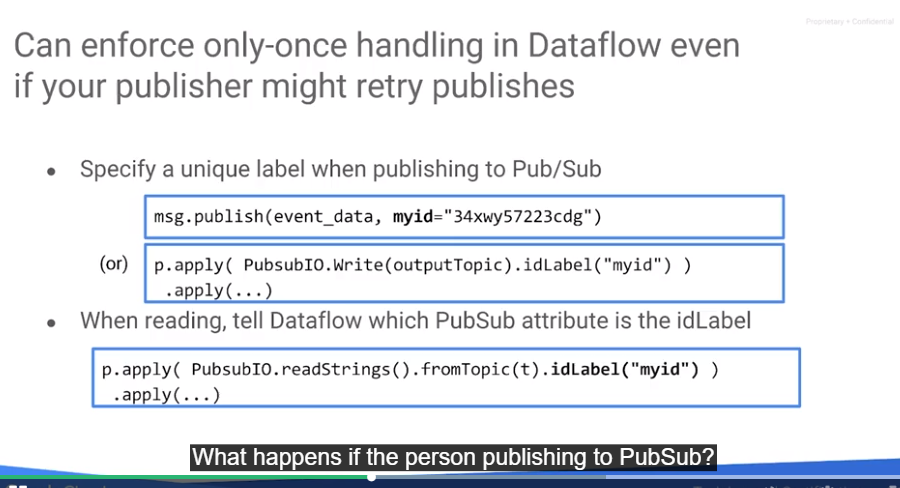 Proprietary + Confidential
Can enforce only-once handling in Dataflow even
if your publisher might retry publishes
• Specify a unique label when publishing to Pub/Sub
msg.publish(event_data, myid="34xwy57223cdg")
(or)
p.apply( PubsubIO.Write(outputTopic).idLabel("myid") )
.apply(...)
• When reading, tell Dataflow which PubSub attribute is the idLabel
p.apply( PubsubIO.readStrings().fromTopic(t).idLabel("myid") )
.apply(...)
What happens if the person publishing to PubSub?